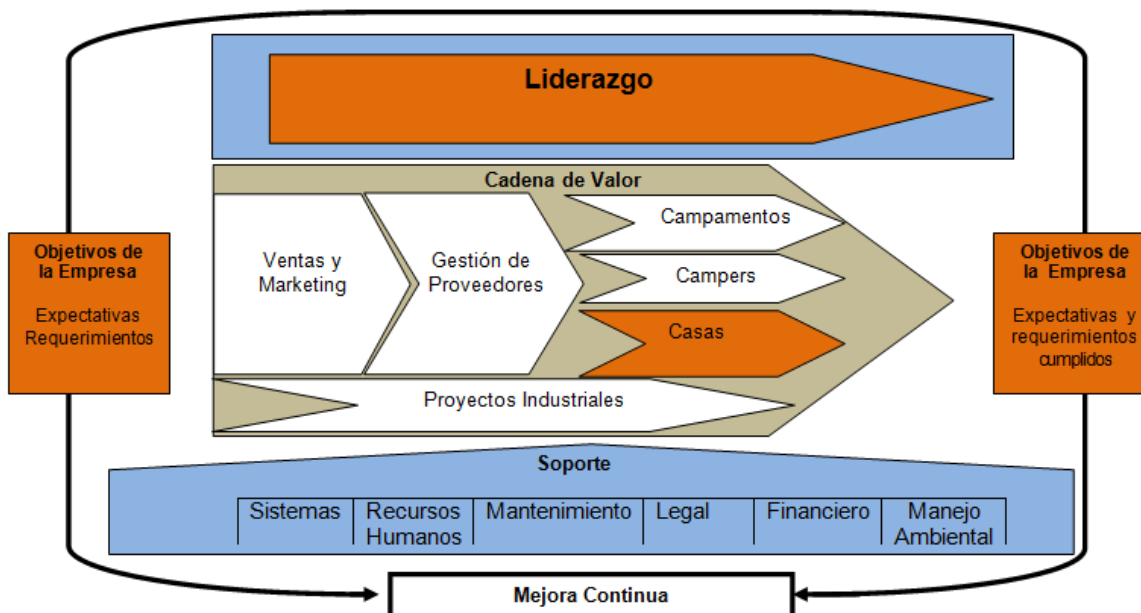 Liderazgo
Cadena de Valor
Objetivos de
la Empresa
Expectativas
Requerimientos
Ventas y
Marketing
Gestión de
Proveedores
Campamentos
Campers
Casas
Proyectos Industriales
Objetivos de
la Empresa
Expectativas y
requerimientos
cumplidos
Soporte
Sistemas
Recursos
Humanos
Mantenimiento
Legal
Financiero
Manejo
Ambiental
Mejora Continua